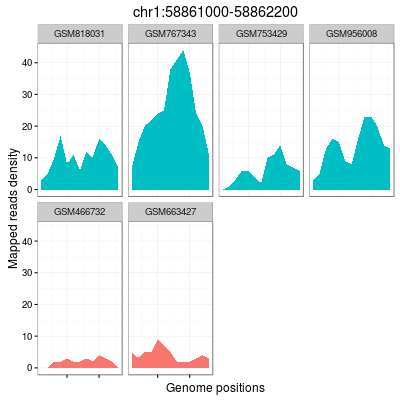 chr1:58861000-58862200
GSM818031 GSM767343 GSM753429 GSM956008
40
30
20
10
0
GSM466732 GSM663427
40
30
20
10
0
Mapped reads density
Genome positions